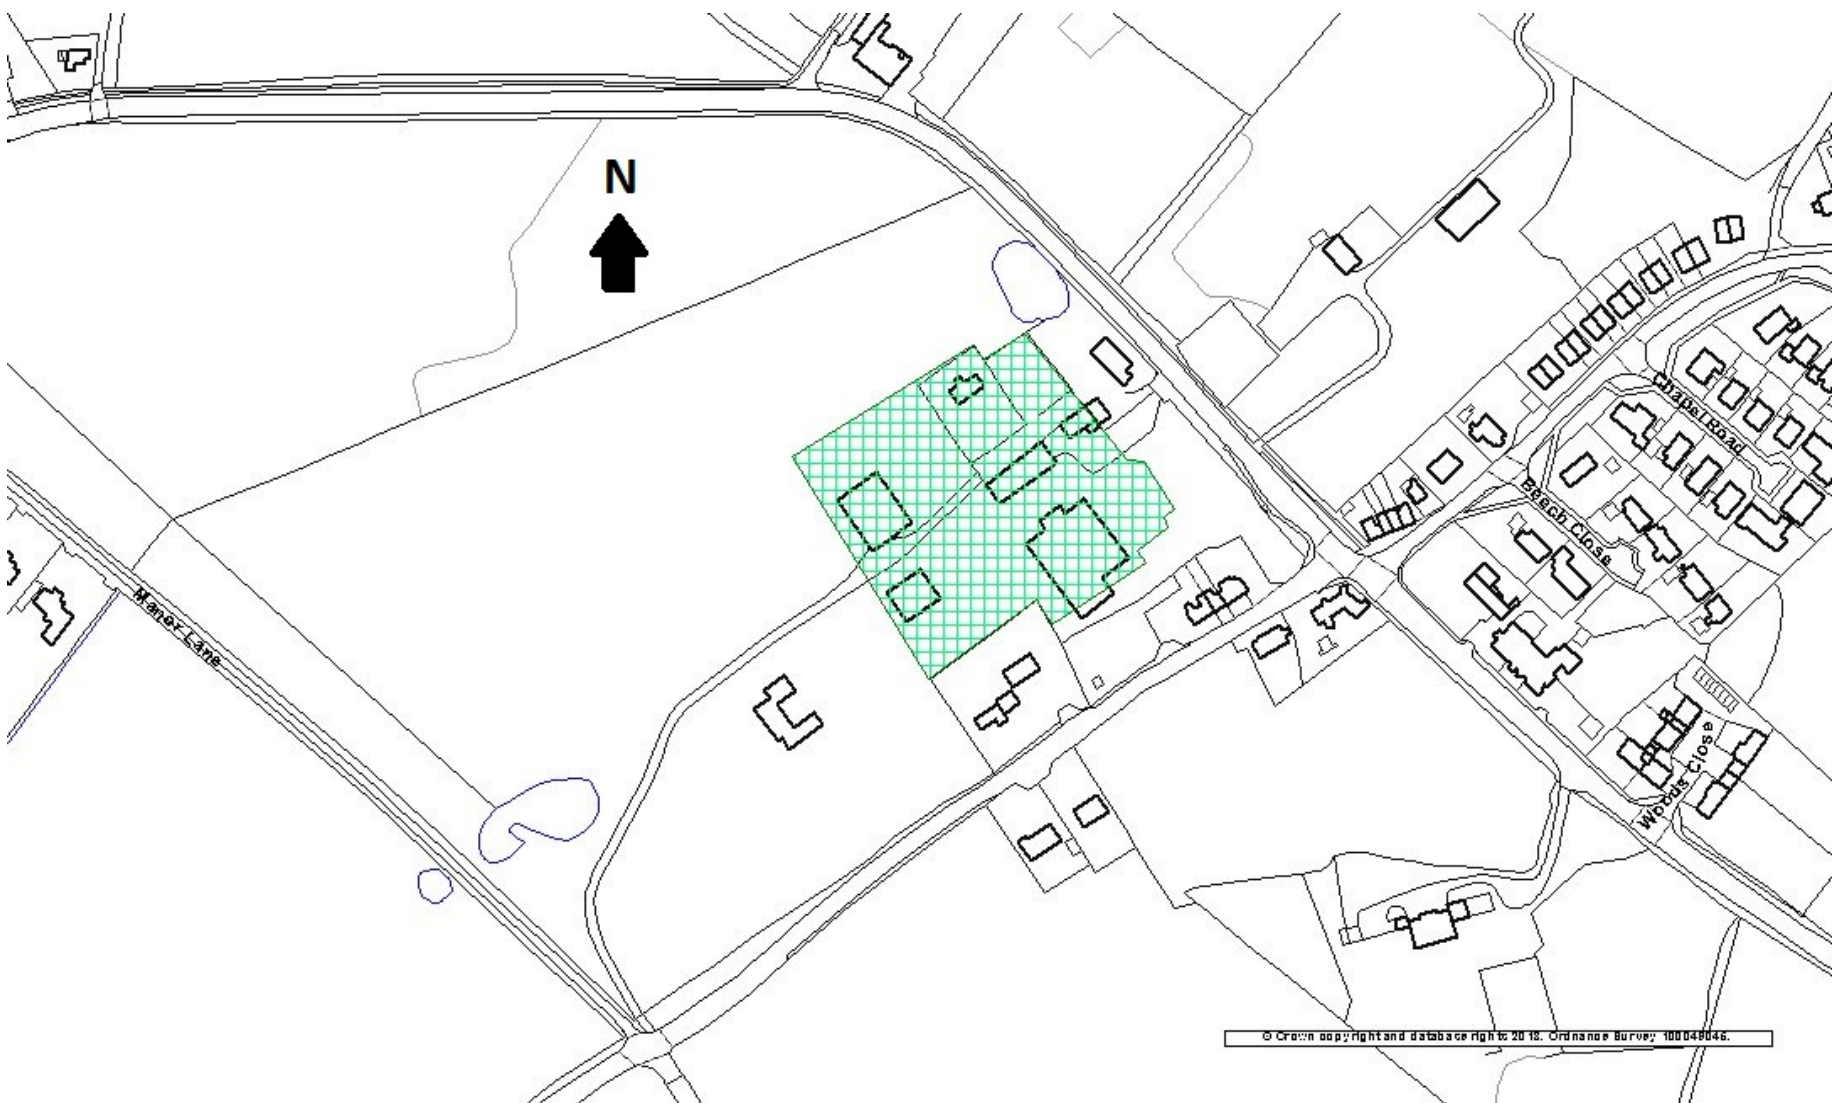 N
Chapel Road
Beech Close
Manor Lane
Woods Close
© Crown copyright and database rights 2018. Ordnance Survey 100049046.